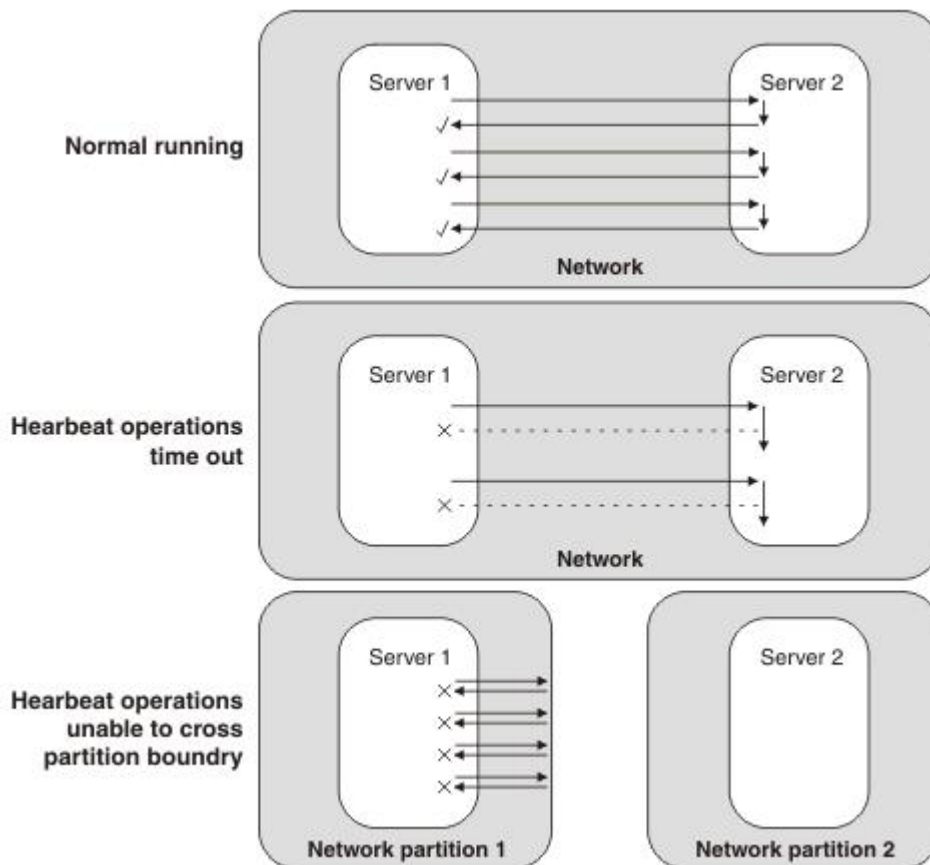 Normal running
Server 1
Server 2
Network
Hearbeat operations
time out
Server 1
Server 2
Network
Hearbeat operations
unable to cross
partition boundry
Server 1
Server 2
Network partition 1
Network partition 2